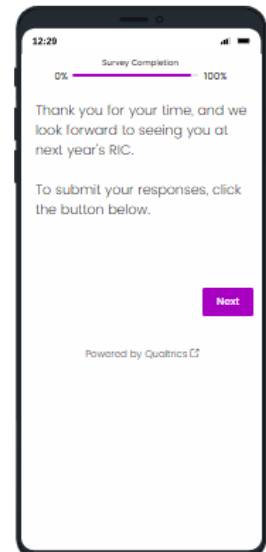 12:29
Survey Completion
0% 100%
Thank you for your time, and we
look forward to seeing you at
next year's RIC.
To submit your responses, click
the button below.
Next
Powered by Qualtrics